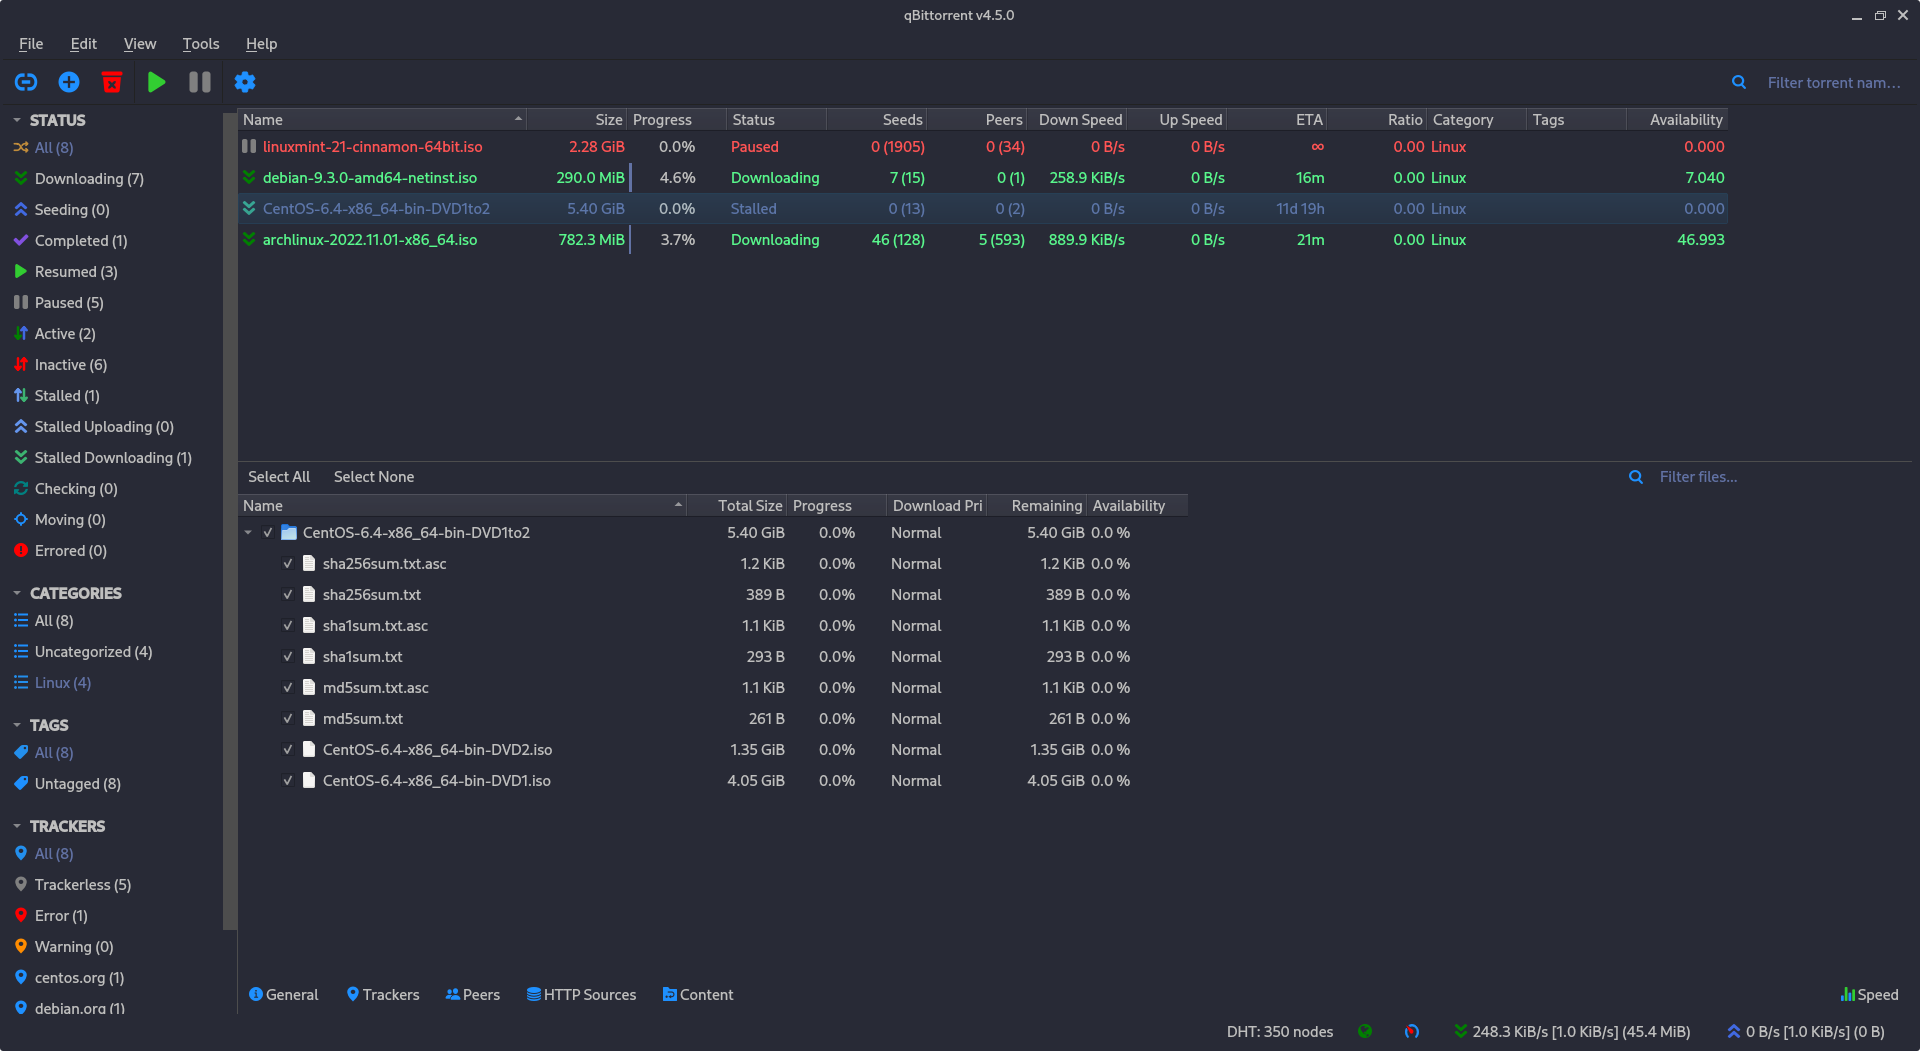 qBittorrent v4.5.0
File Edit View Tools Help
Filter torrent nam...
STATUS
All (8)
Downloading (7)
Seeding (0)
Completed (1)
Resumed (3)
Paused (5)
Active (2)
Inactive (6)
Stalled (1)
Stalled Uploading (0)
Stalled Downloading (1)
Checking (0)
Moving (0)
Errored (0)
CATEGORIES
All (8)
Uncategorized (4)
Linux (4)
TAGS
All (8)
Untagged (8)
TRACKERS
All (8)
Trackerless (5)
Error (1)
Warning (0)
centos.org (1)
debian.org (1)
Name Size Progress Status Seeds Peers Down Speed Up Speed ETA Ratio Category Tags Availability
linuxmint-21-cinnamon-64bit.iso 2.28 GiB 0.0% Paused 0 (1905) 0 (34) 0 B/s 0 B/s ∞ 0.00 Linux 0.000
debian-9.3.0-amd64-netinst.iso 290.0 MiB 4.6% Downloading 7 (15) 0 (1) 258.9 KiB/s 0 B/s 16m 0.00 Linux 7.040
CentOS-6.4-x86_64-bin-DVD1to2 5.40 GiB 0.0% Stalled 0 (13) 0 (2) 0 B/s 0 B/s 11d 19h 0.00 Linux 0.000
archlinux-2022.11.01-x86_64.iso 782.3 MiB 3.7% Downloading 46 (128) 5 (593) 889.9 KiB/s 0 B/s 21m 0.00 Linux 46.993
Select All Select None Filter files...
Name Total Size Progress Download Pri Remaining Availability
CentOS-6.4-x86_64-bin-DVD1to2 5.40 GiB 0.0% Normal 5.40 GiB 0.0 %
sha256sum.txt.asc 1.2 KiB 0.0% Normal 1.2 KiB 0.0 %
sha256sum.txt 389 B 0.0% Normal 389 B 0.0 %
sha1sum.txt.asc 1.1 KiB 0.0% Normal 1.1 KiB 0.0 %
sha1sum.txt 293 B 0.0% Normal 293 B 0.0 %
md5sum.txt.asc 1.1 KiB 0.0% Normal 1.1 KiB 0.0 %
md5sum.txt 261 B 0.0% Normal 261 B 0.0 %
CentOS-6.4-x86_64-bin-DVD2.iso 1.35 GiB 0.0% Normal 1.35 GiB 0.0 %
CentOS-6.4-x86_64-bin-DVD1.iso 4.05 GiB 0.0% Normal 4.05 GiB 0.0 %
General Trackers Peers HTTP Sources Content Speed
DHT: 350 nodes 248.3 KiB/s [1.0 KiB/s] (45.4 MiB) 0 B/s [1.0 KiB/s] (0 B)